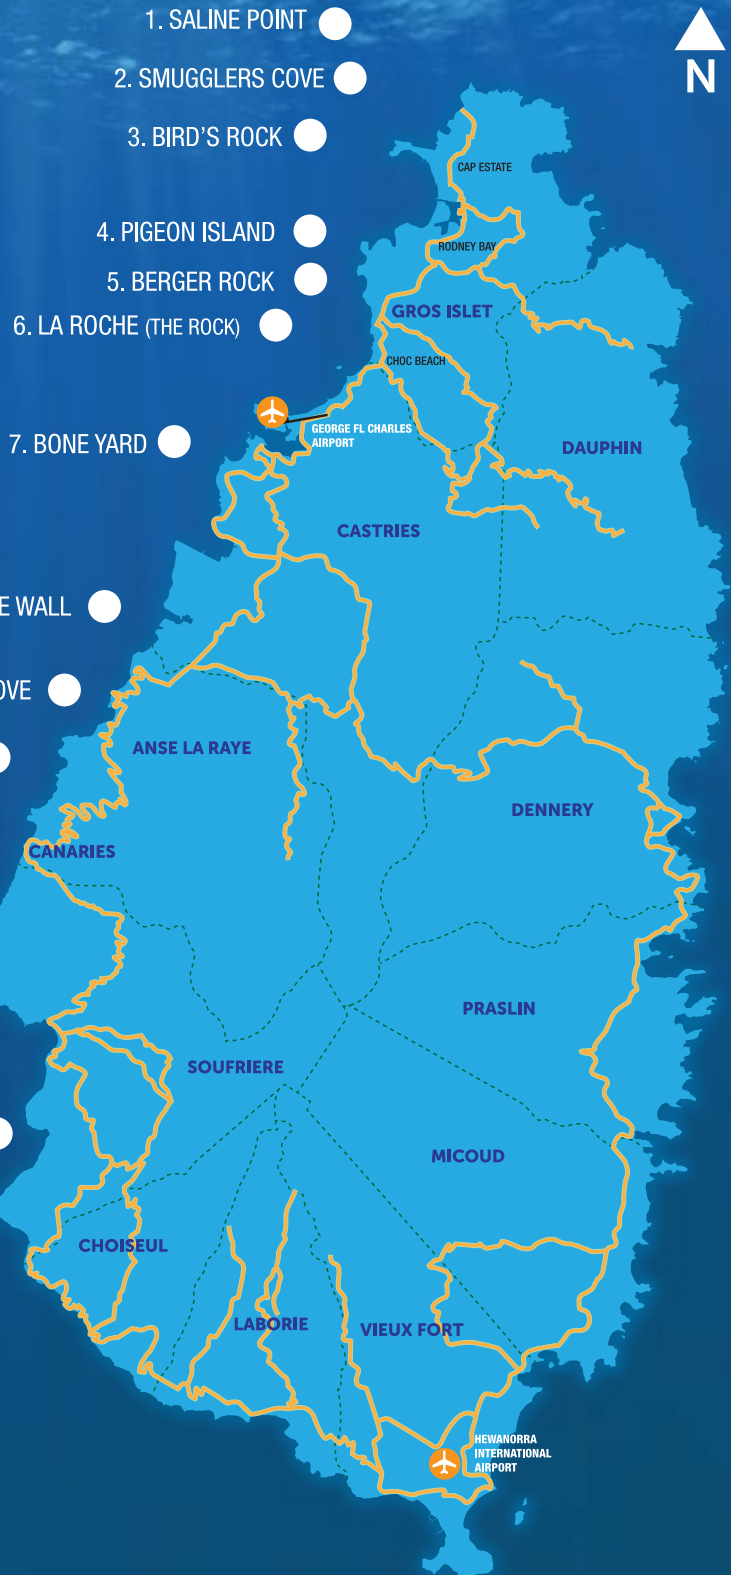 1. SALINE POINT
N
2. SMUGGLERS COVE
3. BIRD'S ROCK
CAP ESTATE
4. PIGEON ISLAND
RODNEY BAY
5. BERGER ROCK
GROS ISLET
6. LA ROCHE (THE ROCK)
CHOC BEACH
GEORGE FL CHARLES
AIRPORT
7. BONE YARD
DAUPHIN
CASTRIES
E WALL
OVE
ANSE LA RAYE
DENNERY
CANARIES
PRASLIN
SOUFRIERE
MICOUD
CHOISEUL
LABORIE
VIEUX FORT
HEWANORRA
INTERNATIONAL
AIRPORT